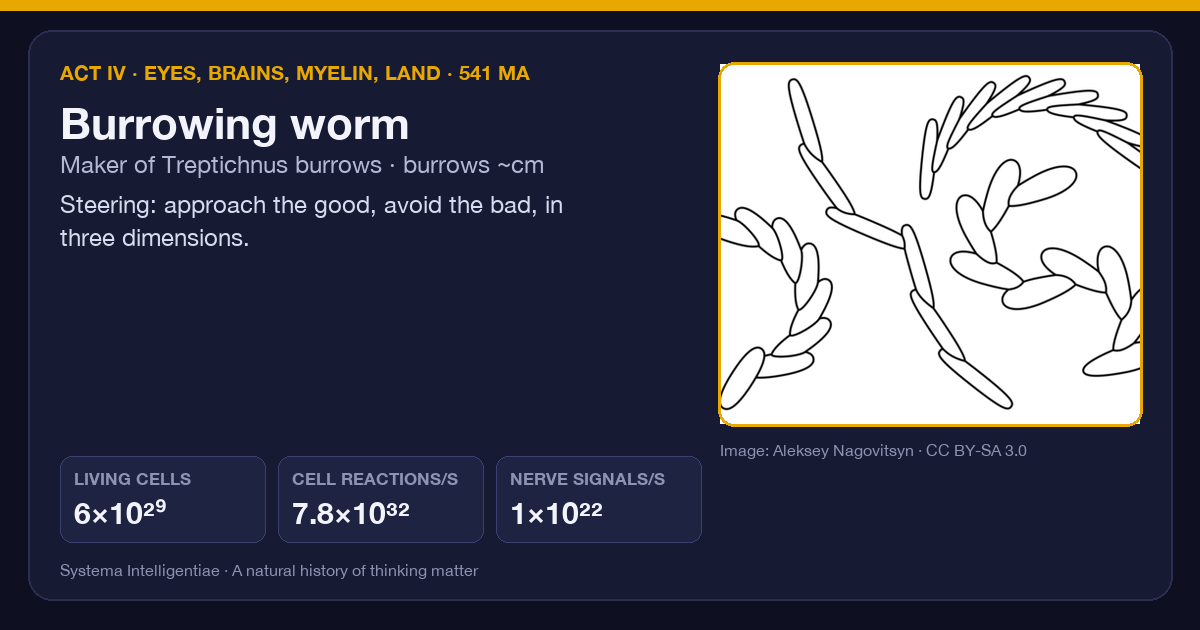 ACT IV · EYES, BRAINS, MYELIN, LAND · 541 MA
Burrowing worm
Maker of Treptichnus burrows · burrows ~cm
Steering: approach the good, avoid the bad, in
three dimensions.
Image: Aleksey Nagovitsyn · CC BY-SA 3.0
LIVING CELLS
6×10²⁹
CELL REACTIONS/S
7.8×10³²
NERVE SIGNALS/S
1×10²²
Systema Intelligentiae · A natural history of thinking matter